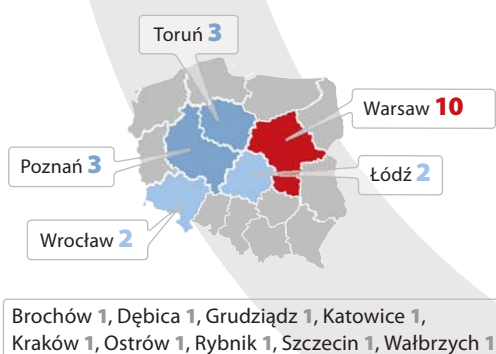 Toruń 3
Warsaw 10
Poznań 3
Łódź 2
Wrocław 2
Brochów 1, Dębica 1, Grudziądz 1, Katowice 1,
Kraków 1, Ostrów 1, Rybnik 1, Szczecin 1, Wałbrzych 1